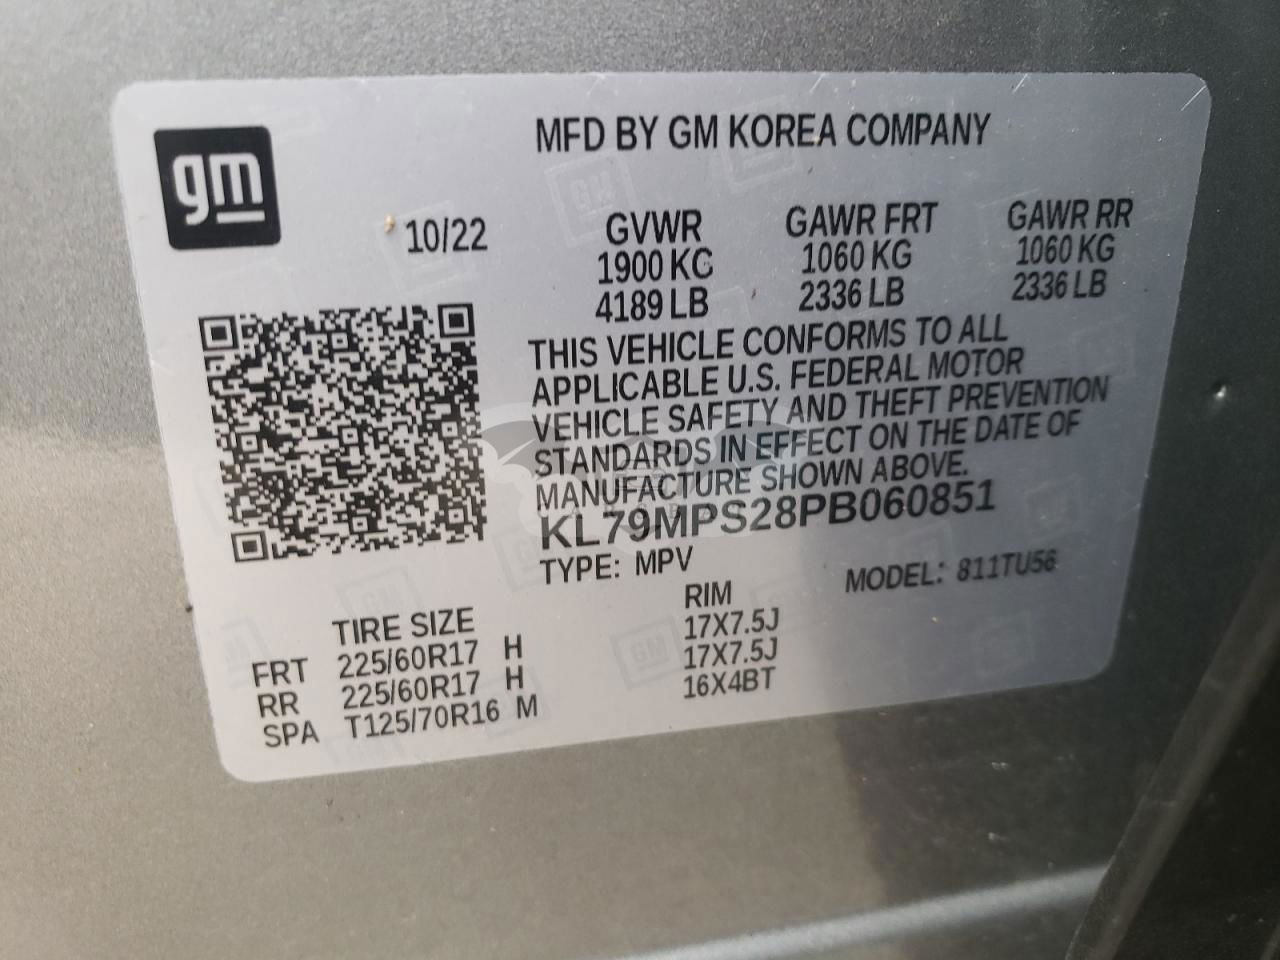 gm
MFD BY GM KOREA COMPANY
10/22
GVWR GAWR FRT GAWR RR
1900 KG 1060 KG 1060 KG
4189 LB 2336 LB 2336 LB
THIS VEHICLE CONFORMS TO ALL
APPLICABLE U.S. FEDERAL MOTOR
VEHICLE SAFETY AND THEFT PREVENTION
STANDARDS IN EFFECT ON THE DATE OF
MANUFACTURE SHOWN ABOVE.
KL79MPS28PB060851
TYPE: MPV MODEL: 811TU56
TIRE SIZE RIM
FRT 225/60R17 H 17X7.5J
RR 225/60R17 H 17X7.5J
SPA T125/70R16 M 16X4BT